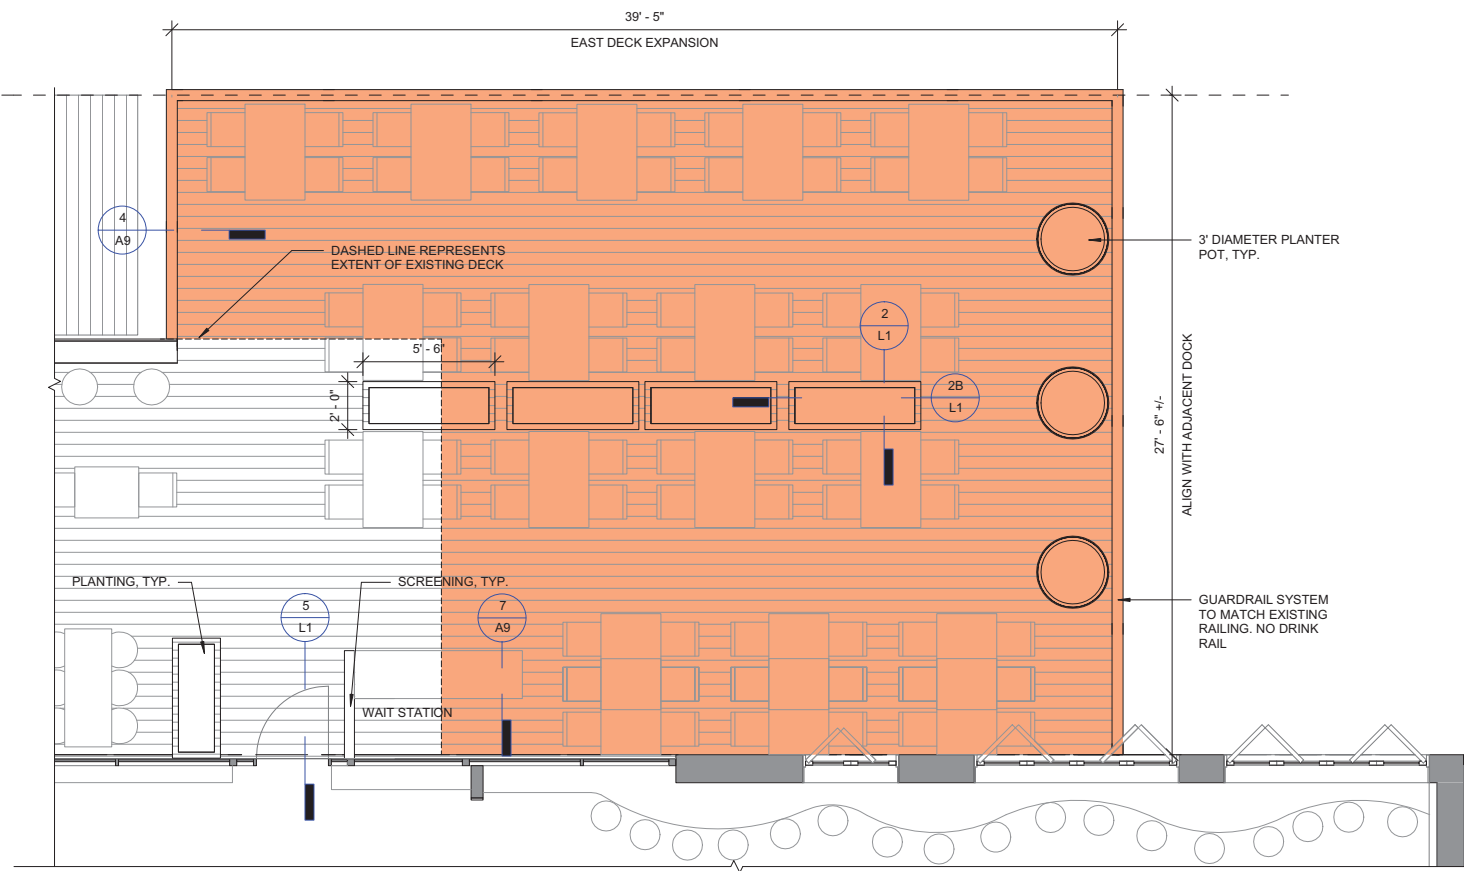 39' - 5"
EAST DECK EXPANSION
4
A9
DASHED LINE REPRESENTS
EXTENT OF EXISTING DECK
3' DIAMETER PLANTER
POT, TYP.
2
L1
5' - 6"
2B
L1
2' - 0"
27' - 6" +/-
ALIGN WITH ADJACENT DOCK
PLANTING, TYP.
SCREENING, TYP.
5
L1
7
A9
GUARDRAIL SYSTEM
TO MATCH EXISTING
RAILING. NO DRINK
RAIL
WAIT STATION